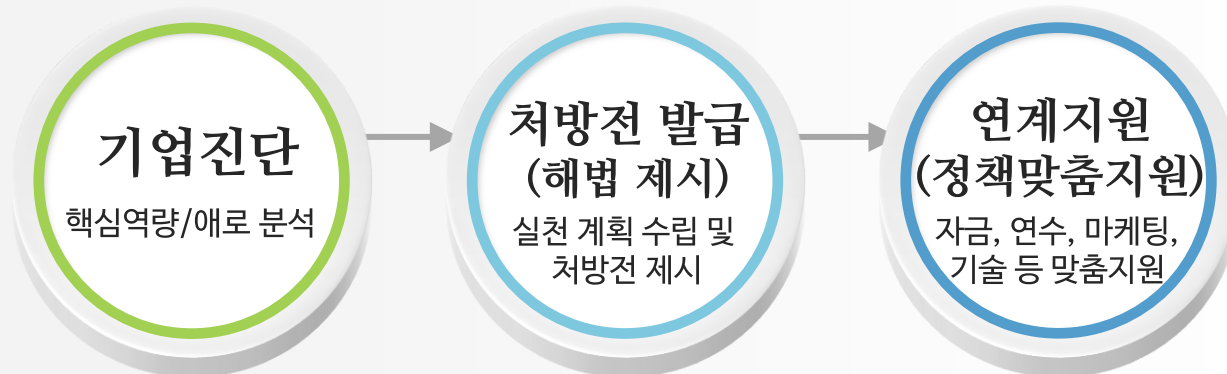 기업진단
핵심역량/애로 분석
처방전 발급
(해법 제시)
실천 계획 수립 및
처방전 제시
연계지원
(정책맞춤지원)
자금, 연수, 마케팅,
기술 등 맞춤지원